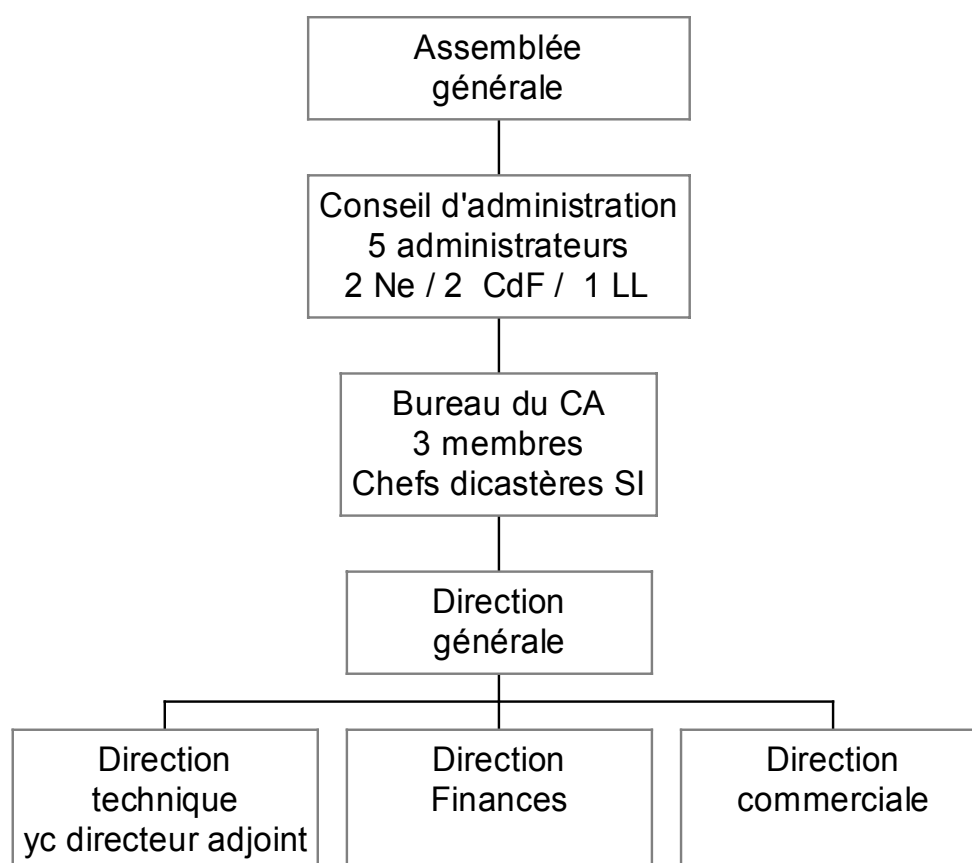 Assemblée
générale
Conseil d'administration
5 administrateurs
2 Ne / 2 CdF / 1 LL
Bureau du CA
3 membres
Chefs dicastères SI
Direction
générale
Direction
technique
yc directeur adjoint
Direction
Finances
Direction
commerciale